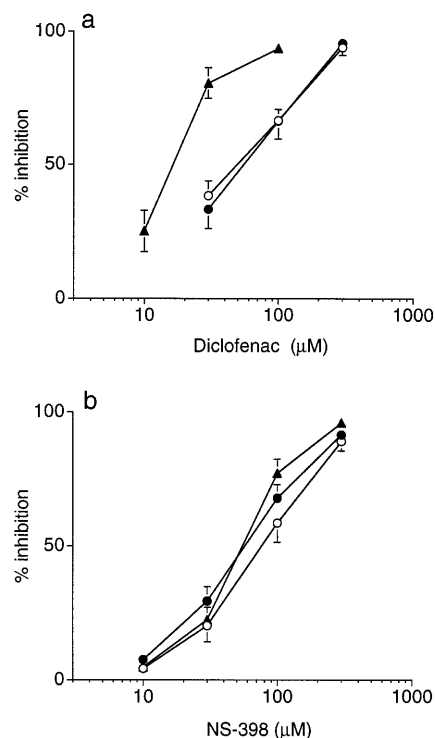 a
100
50
0
% inhibition
10 100 1000
Diclofenac (μM)
b
100
50
0
% inhibition
10 100 1000
NS-398 (μM)